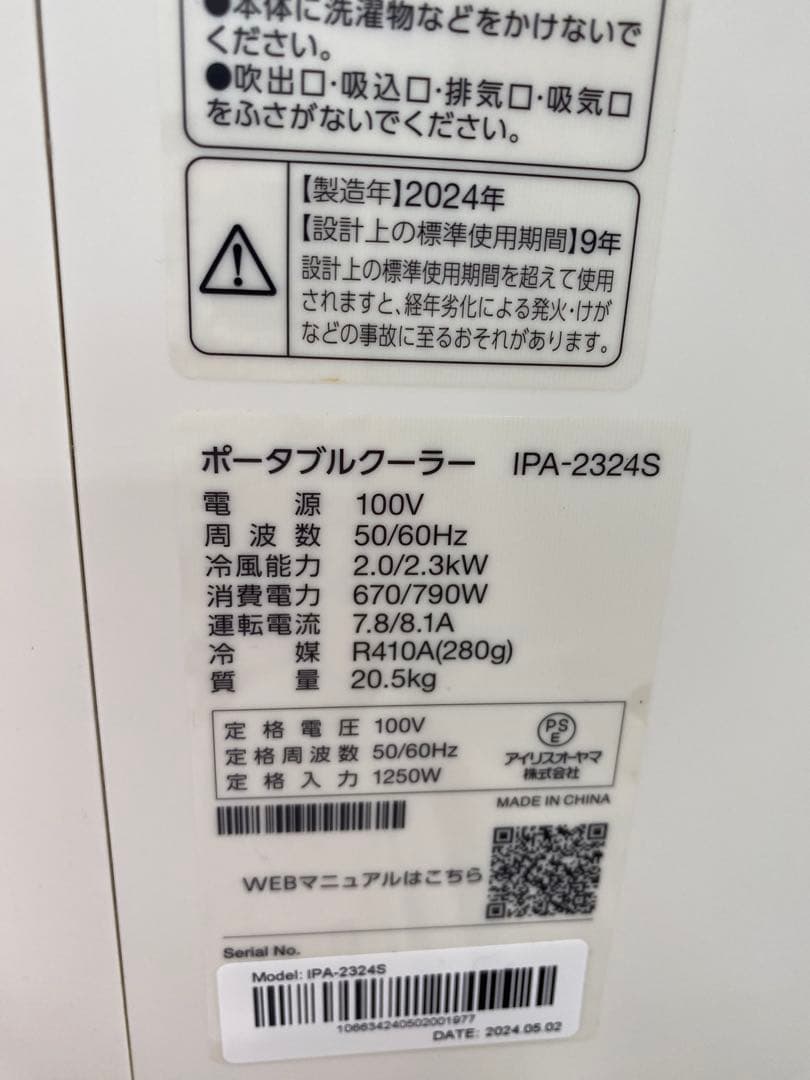 ●本体に洗濯物などをかけないで
ください。
●吹出口・吸込口・排気口・吸気口
をふさがないでください。
【製造年】2024年
【設計上の標準使用期間】9年
設計上の標準使用期間を超えて使用
されますと、経年劣化による発火・けが
などの事故に至るおそれがあります。
ポータブルクーラー IPA-2324S
電源 100V
周波数 50/60Hz
冷風能力 2.0/2.3kW
消費電力 670/790W
運転電流 7.8/8.1A
冷媒 R410A(280g)
質量 20.5kg
定格電圧 100V
定格周波数 50/60Hz
定格入力 1250W
PS
E
アイリスオーヤマ
株式会社
MADE IN CHINA
WEBマニュアルはこちら
Serial No.
Model: IPA-2324S
106634240502001977
DATE: 2024.05.02